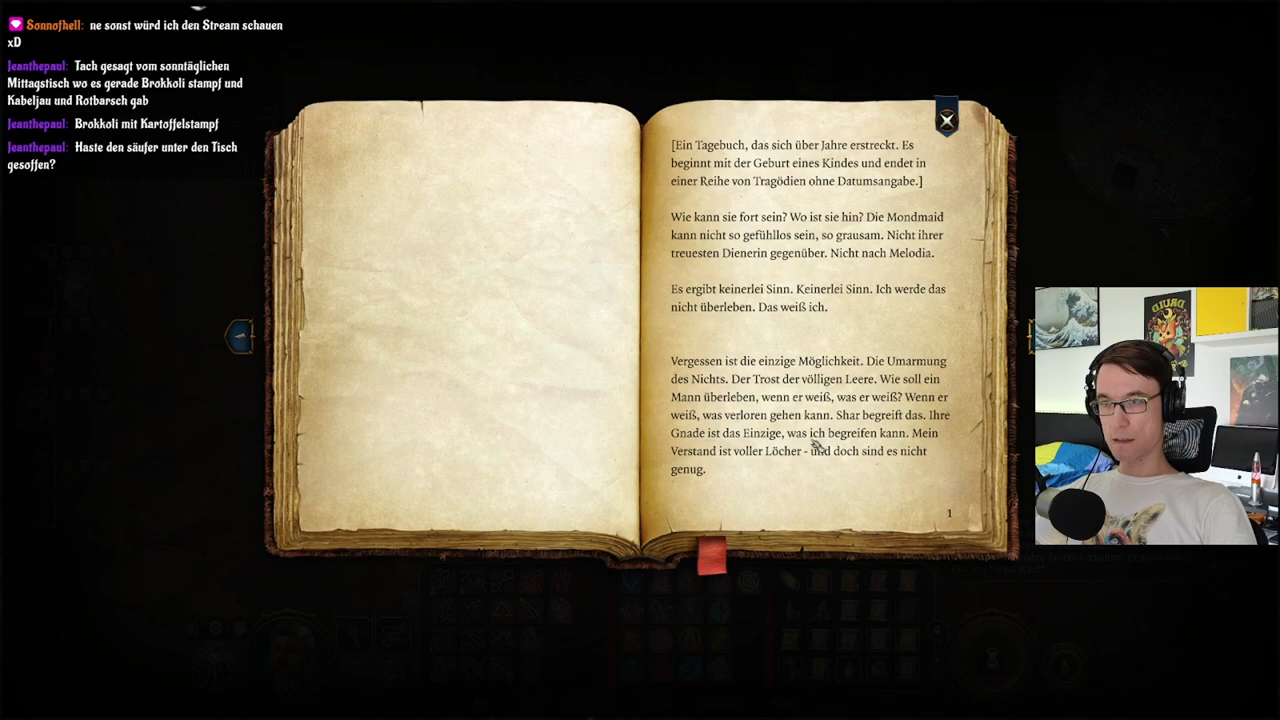 Sonnofhell: ne sonst würd ich den Stream schauen
xD
Jeanthepaul: Tach gesagt vom sonntäglichen
Mittagstisch wo es gerade Brokkoli stampf und
Kabeljau und Rotbarsch gab
Jeanthepaul: Brokkoli mit Kartoffelstampf
Jeanthepaul: Haste den säufer unter den Tisch
gesoffen?
[Ein Tagebuch, das sich über Jahre erstreckt. Es
beginnt mit der Geburt eines Kindes und endet in
einer Reihe von Tragödien ohne Datumsangabe.]
Wie kann sie fort sein? Wo ist sie hin? Die Mondmaid
kann nicht so gefühllos sein, so grausam. Nicht ihrer
treuesten Dienerin gegenüber. Nicht nach Melodia.
Es ergibt keinerlei Sinn. Keinerlei Sinn. Ich werde das
nicht überleben. Das weiß ich.
Vergessen ist die einzige Möglichkeit. Die Umarmung
des Nichts. Der Trost der völligen Leere. Wie soll ein
Mann überleben, wenn er weiß, was er weiß? Wenn er
weiß, was verloren gehen kann. Shar begreift das. Ihre
Gnade ist das Einzige, was ich begreifen kann. Mein
Verstand ist voller Löcher - und doch sind es nicht
genug.
1